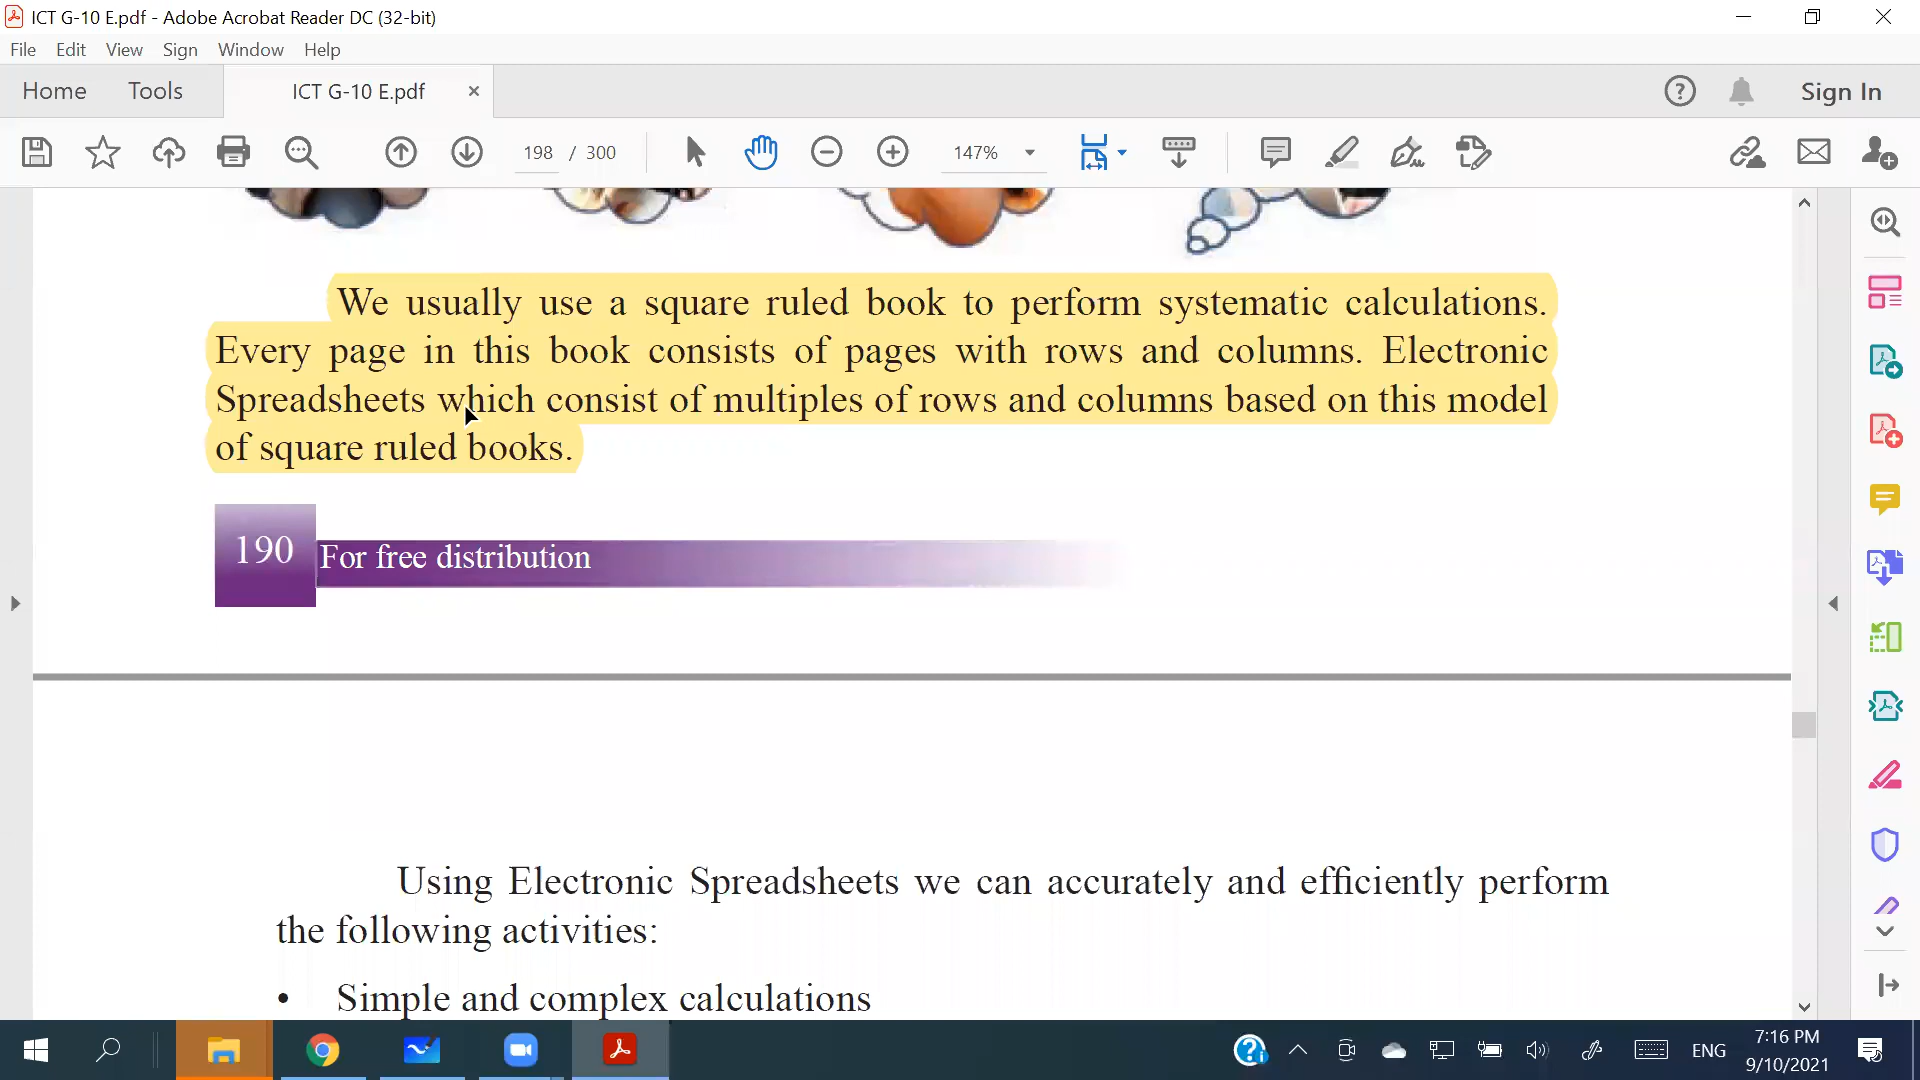 ICT G-10 E.pdf - Adobe Acrobat Reader DC (32-bit)
File Edit View Sign Window Help
Home Tools ICT G-10 E.pdf Sign In
198 / 300 147%
We usually use a square ruled book to perform systematic calculations.
Every page in this book consists of pages with rows and columns. Electronic
Spreadsheets which consist of multiples of rows and columns based on this model
of square ruled books.
190 For free distribution
Using Electronic Spreadsheets we can accurately and efficiently perform
the following activities:
• Simple and complex calculations
ENG 7:16 PM
9/10/2021